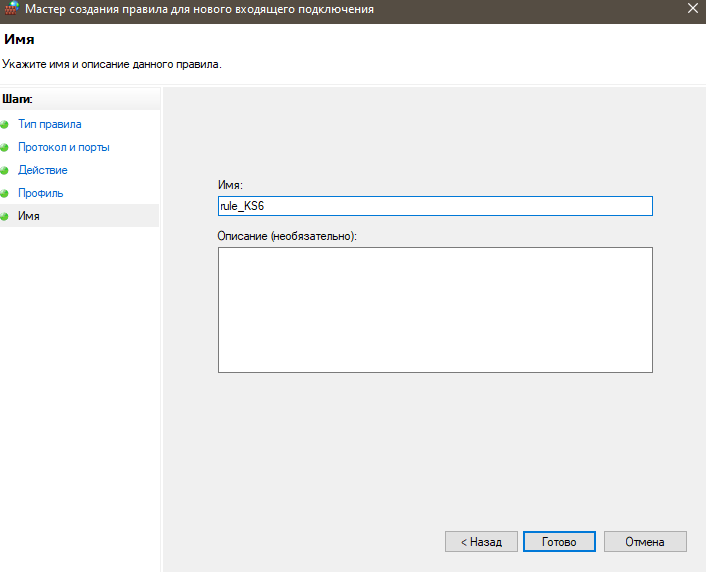 Мастер создания правила для нового входящего подключения
Имя
Укажите имя и описание данного правила.
Шаги:
Тип правила
Протокол и порты
Действие
Профиль
Имя
Имя:
rule_KS6
Описание (необязательно):
< Назад
Готово
Отмена